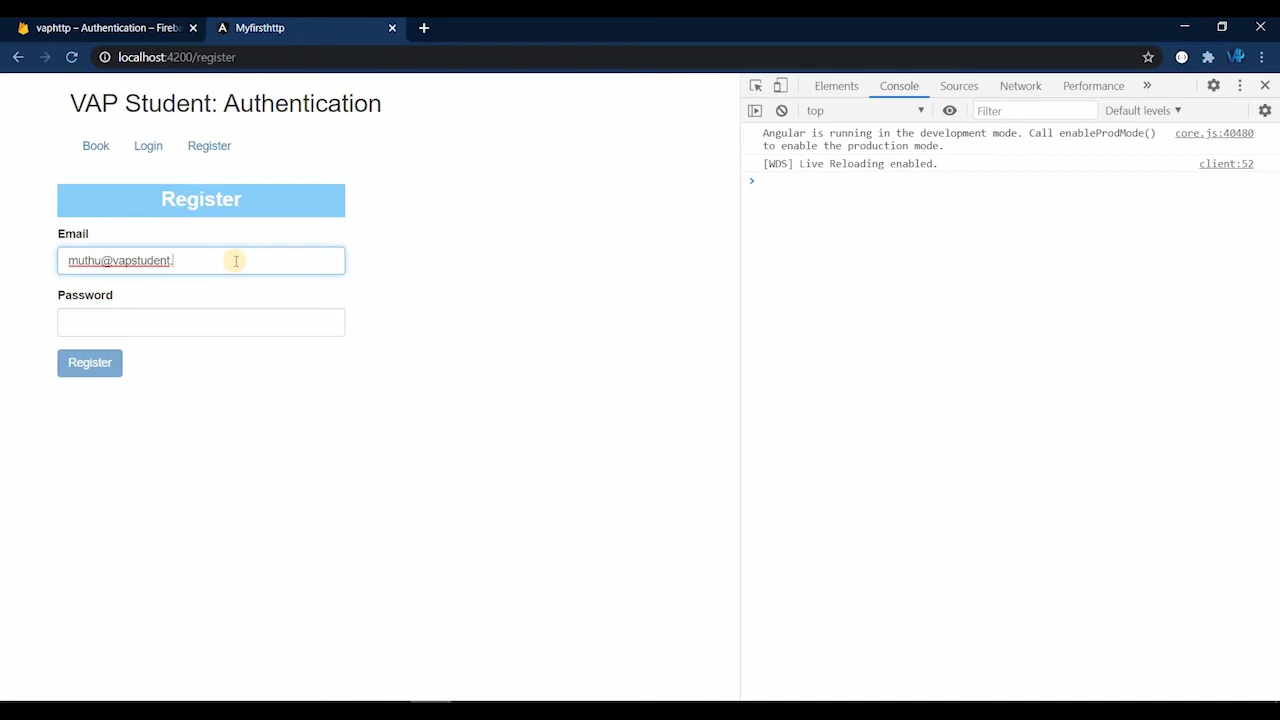 vaphttp – Authentication – Fireba
Myfirsthttp
localhost:4200/register
VAP Student: Authentication
Book Login Register
Register
Email
muthu@vapstudent.
Password
Register
Elements Console Sources Network Performance »
top Filter Default levels
Angular is running in the development mode. Call enableProdMode() core.js:40480
to enable the production mode.
[WDS] Live Reloading enabled. client:52